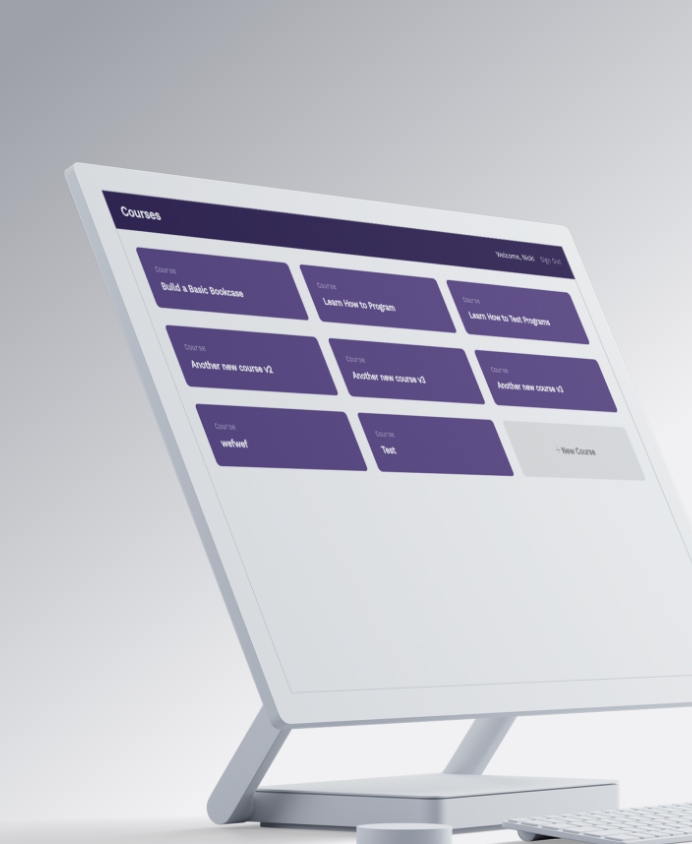 Courses
Welcome, Nicki Sign Out
Course
Build a Basic Bookcase
Course
Learn How to Program
Course
Learn How to Test Programs
Course
Another new course v2
Course
Another new course v3
Course
Another new course v3
Course
wefwef
Course
Test
+ New Course